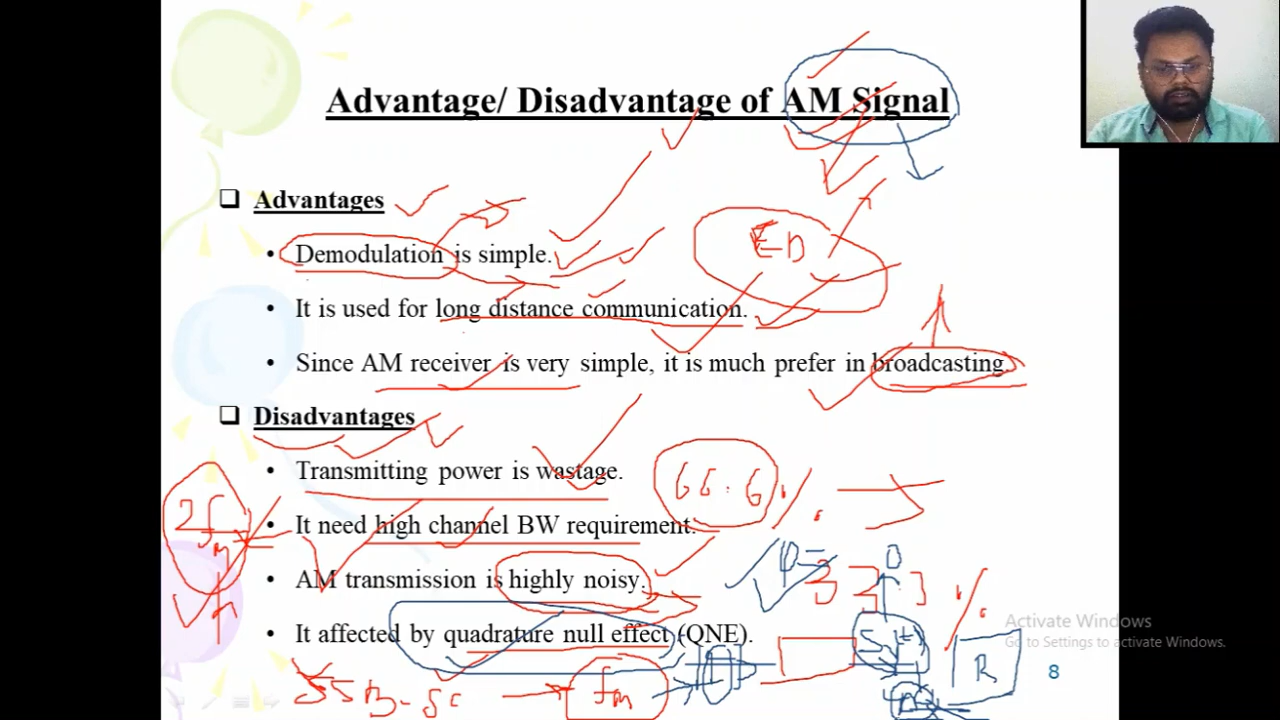 Advantage/ Disadvantage of AM Signal
❑ Advantages
• Demodulation is simple.
ED
• It is used for long distance communication.
• Since AM receiver is very simple, it is much prefer in broadcasting.
❑ Disadvantages
• Transmitting power is wastage.
66.6 %
2fm
• It need high channel BW requirement.
• AM transmission is highly noisy.
• It affected by quadrature null effect (QNE).
Activate Windows
Go to Settings to activate Windows.
R
8
SSB-SC
fm